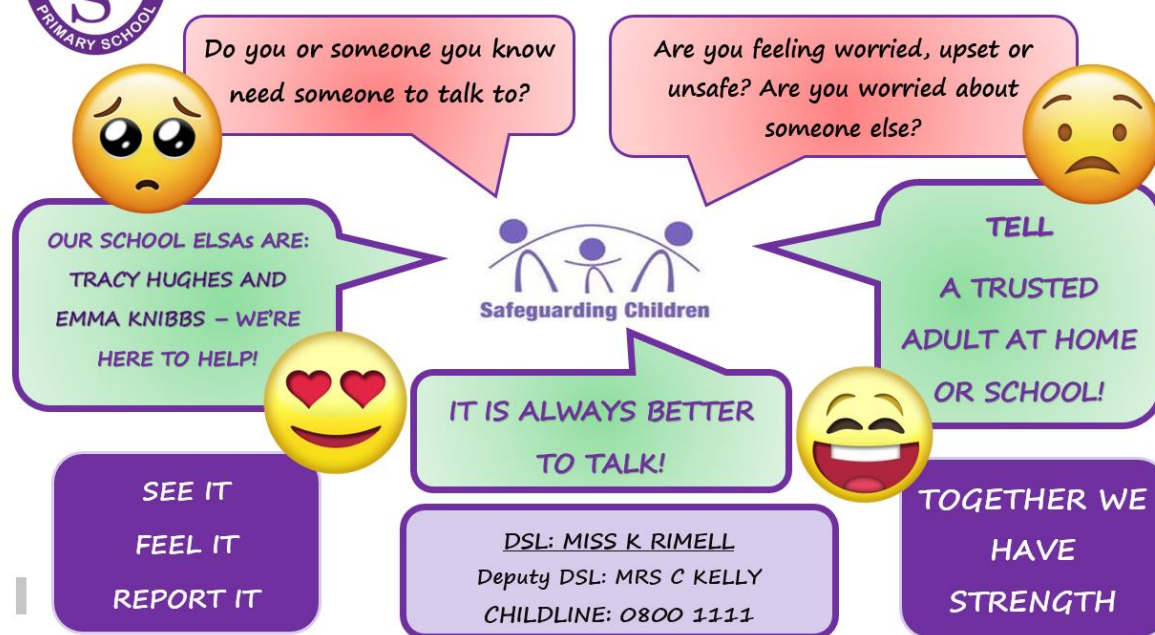 S
PRIMARY SCHOOL
Do you or someone you know
need someone to talk to?
Are you feeling worried, upset or
unsafe? Are you worried about
someone else?
OUR SCHOOL ELSAs ARE:
TRACY HUGHES AND
EMMA KNIBBS – WE'RE
HERE TO HELP!
Safeguarding Children
TELL
A TRUSTED
ADULT AT HOME
OR SCHOOL!
IT IS ALWAYS BETTER
TO TALK!
SEE IT
FEEL IT
REPORT IT
DSL: MISS K RIMELL
Deputy DSL: MRS C KELLY
CHILDLINE: 0800 1111
TOGETHER WE
HAVE
STRENGTH